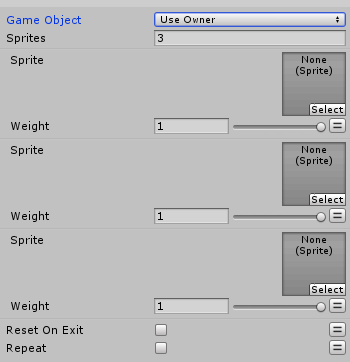 Game Object Use Owner
Sprites 3
Sprite None
(Sprite)
Select
Weight 1 =
Sprite None
(Sprite)
Select
Weight 1 =
Sprite None
(Sprite)
Select
Weight 1 =
Reset On Exit =
Repeat =